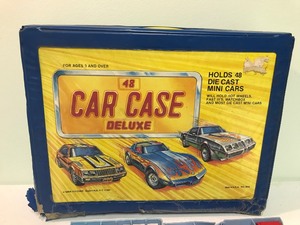 FOR AGES 3 AND OVER
48
CAR CASE
DELUXE
HOLDS 48
DIE CAST
MINI CARS
WILL HOLD HOT WHEELS,
FAST 111's, MATCHBOX
AND MOST DIE CAST MINI CARS